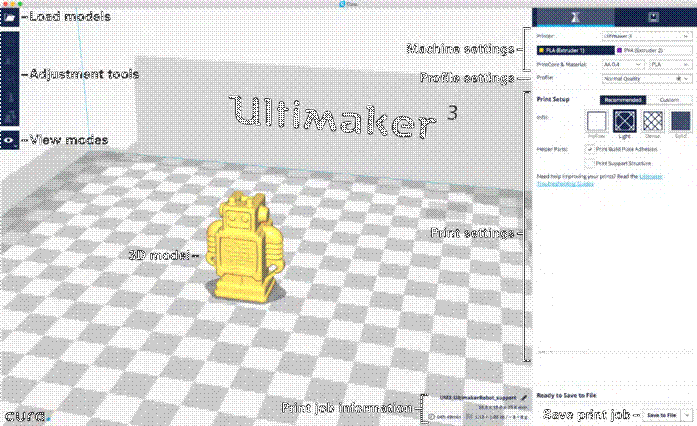 Load models
Adjustment tools
View modes
Ultimaker 3
3D model
cura.
Print job information
UM3_UltimakerRobot_support
Machine settings
Printer:
Ultimaker 3
PLA (Extruder 1)
PVA (Extruder 2)
PrintCore & Material:
AA 0.4
PLA
Profile settings
Profile:
Normal Quality
Print Setup
Recommended
Custom
Infill:
Hollow
Light
Dense
Solid
Helper Parts:
Print Build Plate Adhesion
Print Support Structure
Need help improving your prints? Read the Ultimaker
Troubleshooting Guides
Print settings
Ready to Save to File
Save print job
Save to File